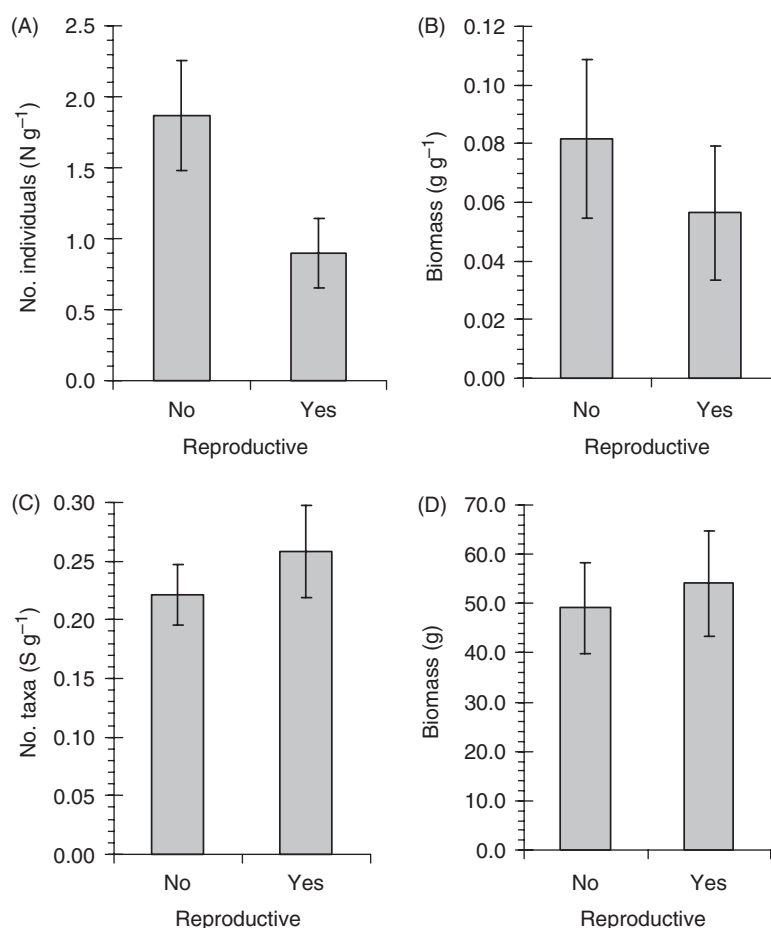 (A)
No. individuals (N g⁻¹)
2.5
2.0
1.5
1.0
0.5
0.0
No Yes
Reproductive
(B)
Biomass (g g⁻¹)
0.12
0.10
0.08
0.06
0.04
0.02
0.00
No Yes
Reproductive
(C)
No. taxa (S g⁻¹)
0.30
0.25
0.20
0.15
0.10
0.05
0.00
No Yes
Reproductive
(D)
Biomass (g)
70.0
60.0
50.0
40.0
30.0
20.0
10.0
0.0
No Yes
Reproductive